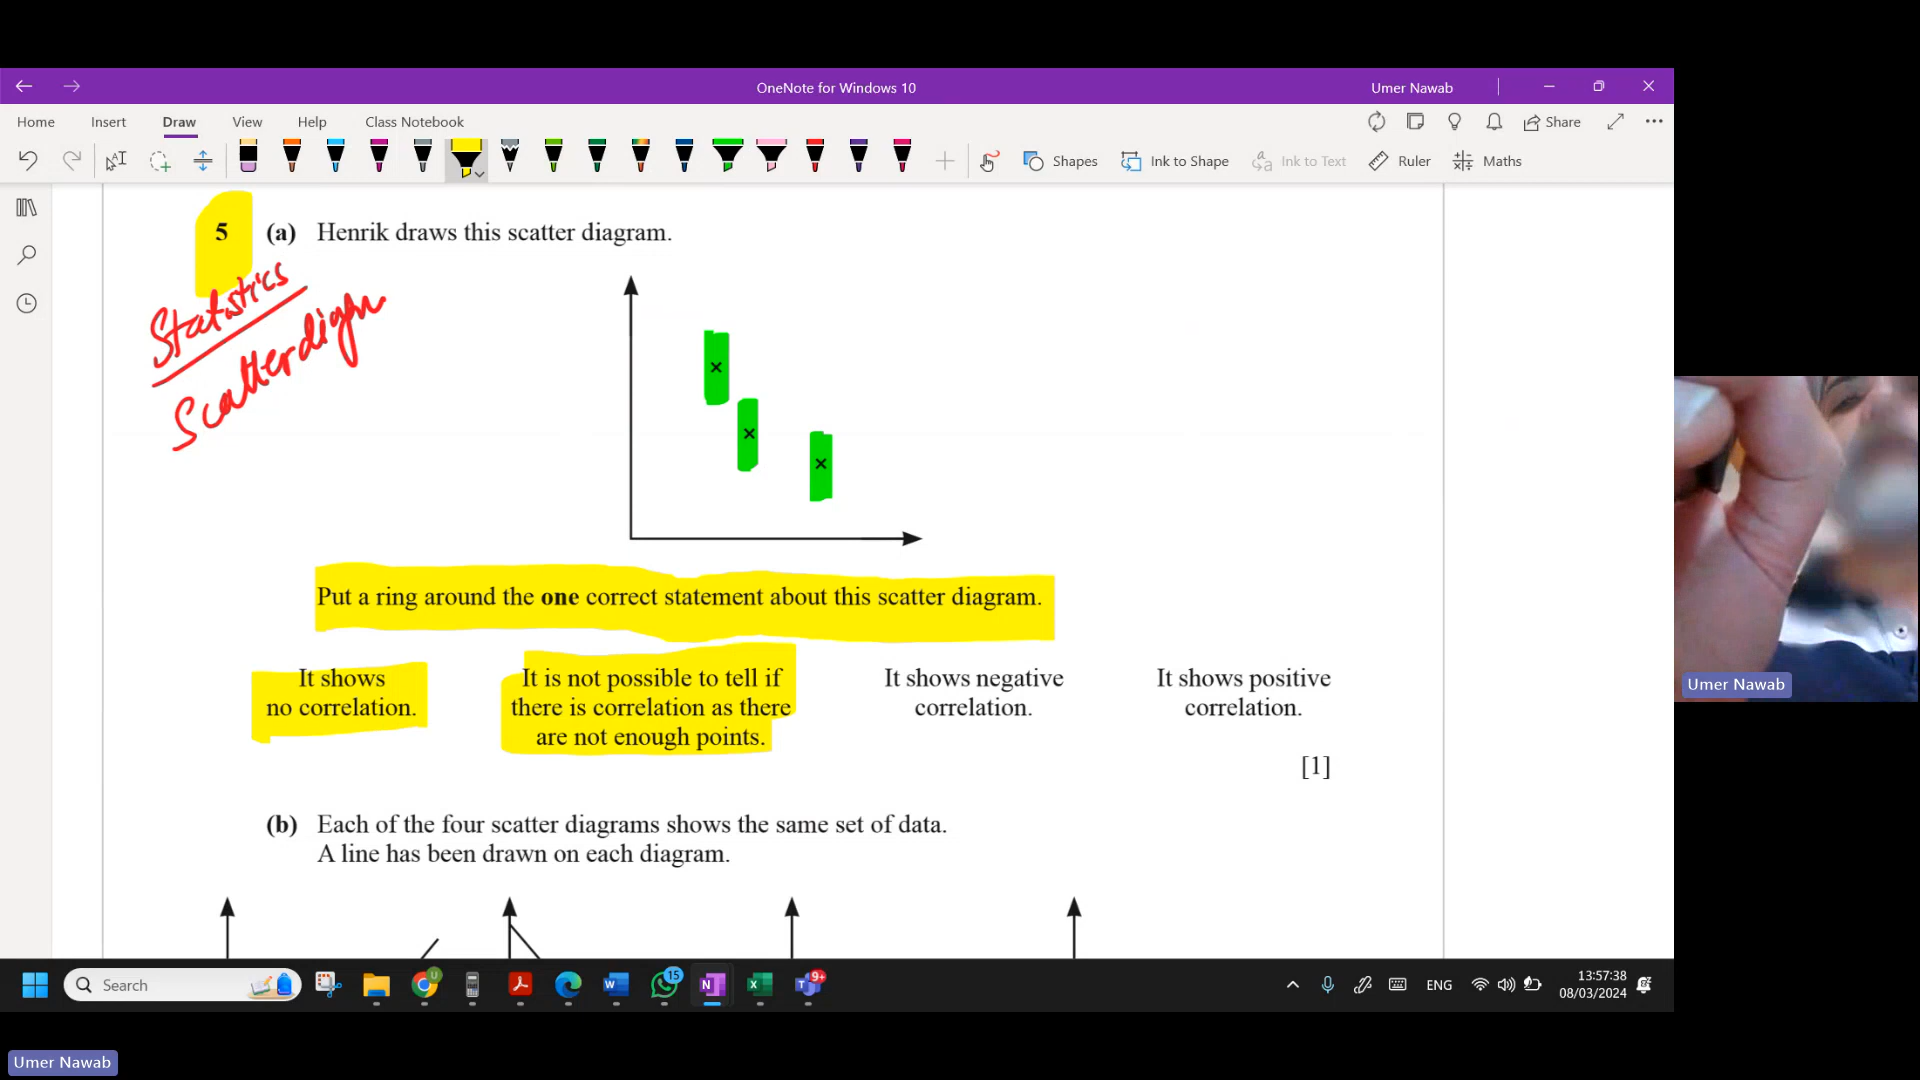 OneNote for Windows 10
Umer Nawab
Home Insert Draw View Help Class Notebook
Share
Shapes Ink to Shape Ink to Text Ruler Maths
5 (a) Henrik draws this scatter diagram.
Statistics
Scatter
Put a ring around the one correct statement about this scatter diagram.
It shows
no correlation.
It is not possible to tell if
there is correlation as there
are not enough points.
It shows negative
correlation.
It shows positive
correlation.
[1]
(b) Each of the four scatter diagrams shows the same set of data.
A line has been drawn on each diagram.
Umer Nawab
Search
15
9+
ENG
13:57:38
08/03/2024
Umer Nawab